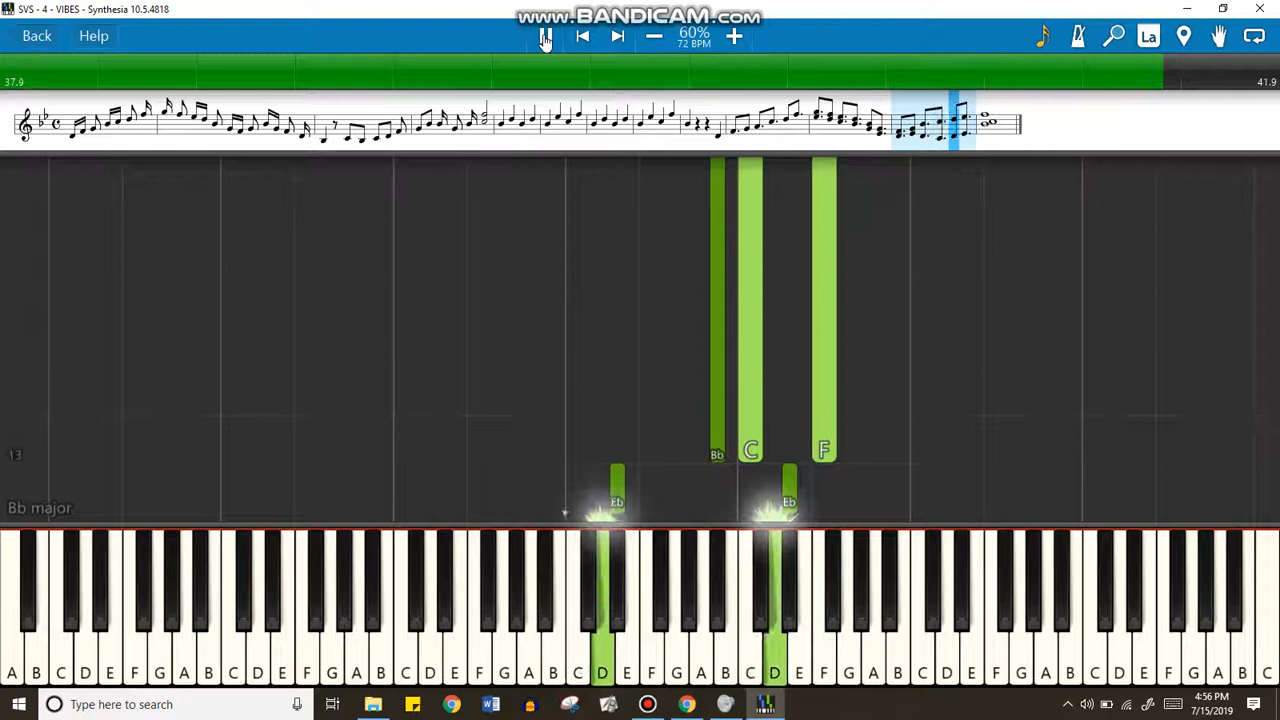 SVS - 4 - VIBES - Synthesia 10.5.4818
www.BANDICAM.com
Back Help 60% La
72 BPM
37.9 41.9
Bb C F
13
Eb Eb
Bb major
A B C D E F G A B C D E F G A B C D E F G A B C D E F G A B C D E F G A B C D E F G A B C D E F G A B C
Type here to search
4:56 PM
7/15/2019